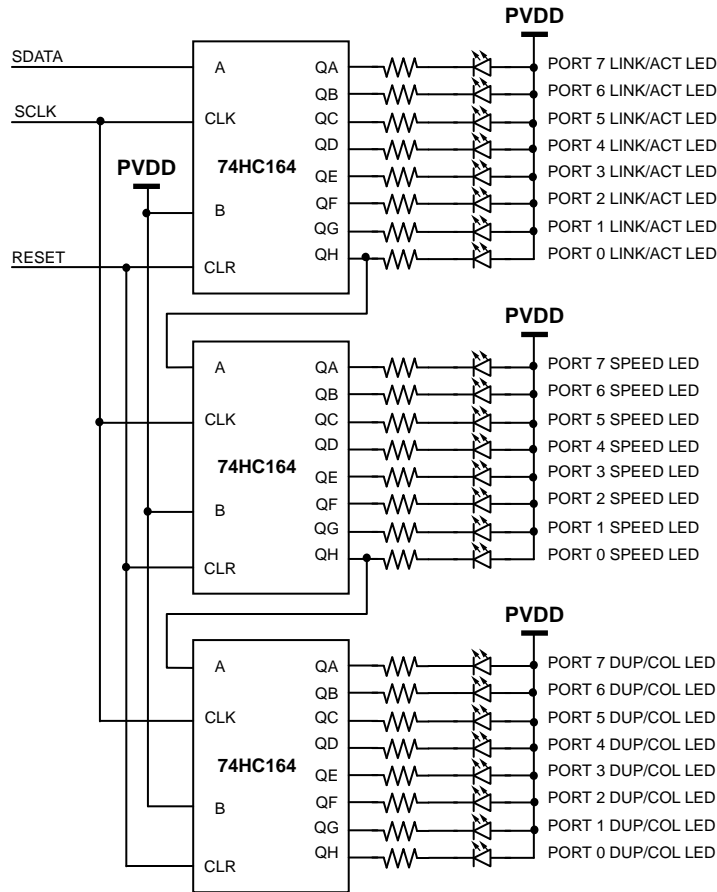 PVDD
SDATA
A
QA
PORT 7 LINK/ACT LED
QB
PORT 6 LINK/ACT LED
SCLK
CLK
QC
PORT 5 LINK/ACT LED
QD
PORT 4 LINK/ACT LED
PVDD
74HC164
QE
PORT 3 LINK/ACT LED
B
QF
PORT 2 LINK/ACT LED
QG
PORT 1 LINK/ACT LED
RESET
CLR
QH
PORT 0 LINK/ACT LED
PVDD
A
QA
PORT 7 SPEED LED
QB
PORT 6 SPEED LED
CLK
QC
PORT 5 SPEED LED
QD
PORT 4 SPEED LED
74HC164
QE
PORT 3 SPEED LED
B
QF
PORT 2 SPEED LED
QG
PORT 1 SPEED LED
CLR
QH
PORT 0 SPEED LED
PVDD
A
QA
PORT 7 DUP/COL LED
QB
PORT 6 DUP/COL LED
CLK
QC
PORT 5 DUP/COL LED
QD
PORT 4 DUP/COL LED
74HC164
QE
PORT 3 DUP/COL LED
B
QF
PORT 2 DUP/COL LED
QG
PORT 1 DUP/COL LED
CLR
QH
PORT 0 DUP/COL LED